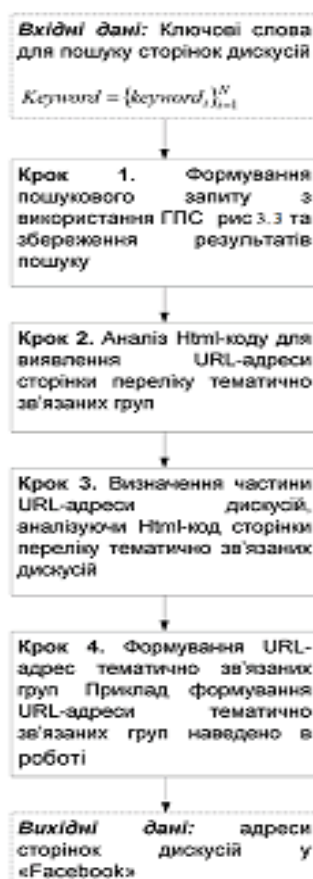 Вхідні дані: Ключові слова
для пошуку сторінок дискусій
Keyword = {keyword_i}_{i=1}^N
Крок 1. Формування
пошукового запиту з
використання ГПС рис 3.3 та
збереження результатів
пошуку
Крок 2. Аналіз Html-коду для
виявлення URL-адреси
сторінки переліку тематично
зв'язаних груп
Крок 3. Визначення частини
URL-адреси дискусій,
аналізуючи Html-код сторінки
переліку тематично зв'язаних
дискусій
Крок 4. Формування URL-
адрес тематично зв'язаних
груп Приклад формування
URL-адреси тематично
зв'язаних груп наведено в
роботі
Вихідні дані: адреси
сторінок дискусій у
«Facebook»